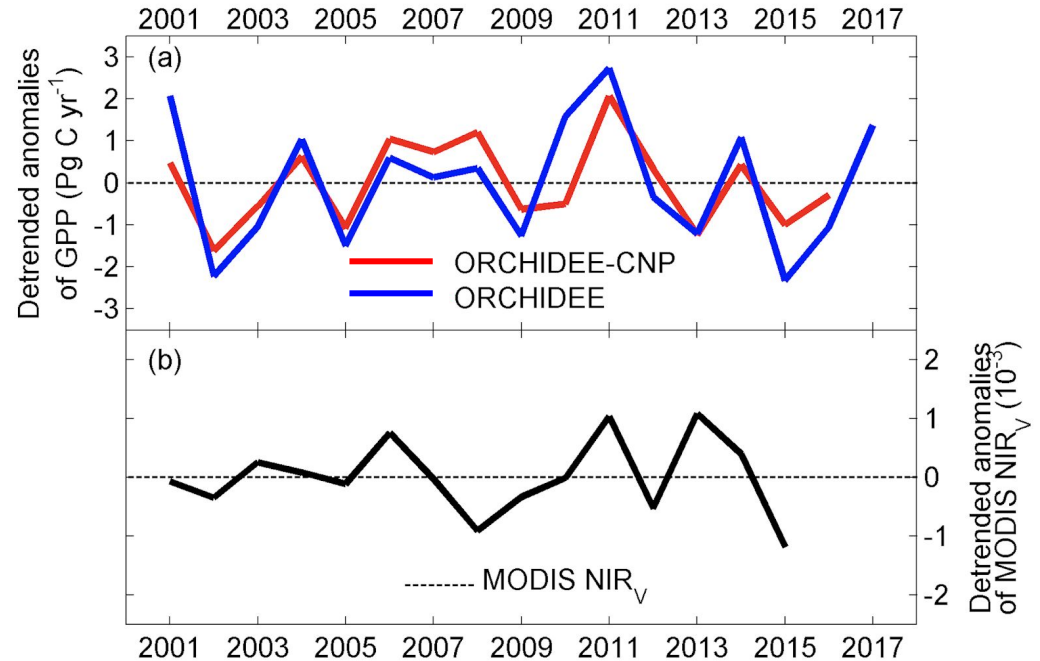 2001 2003 2005 2007 2009 2011 2013 2015 2017
(a)
Detrended anomalies
of GPP (Pg C yr⁻¹)
3
2
1
0
-1
-2
-3
ORCHIDEE-CNP
ORCHIDEE
(b)
2
1
0
-1
-2
Detrended anomalies
of MODIS NIRV (10⁻³)
MODIS NIRV
2001 2003 2005 2007 2009 2011 2013 2015 2017